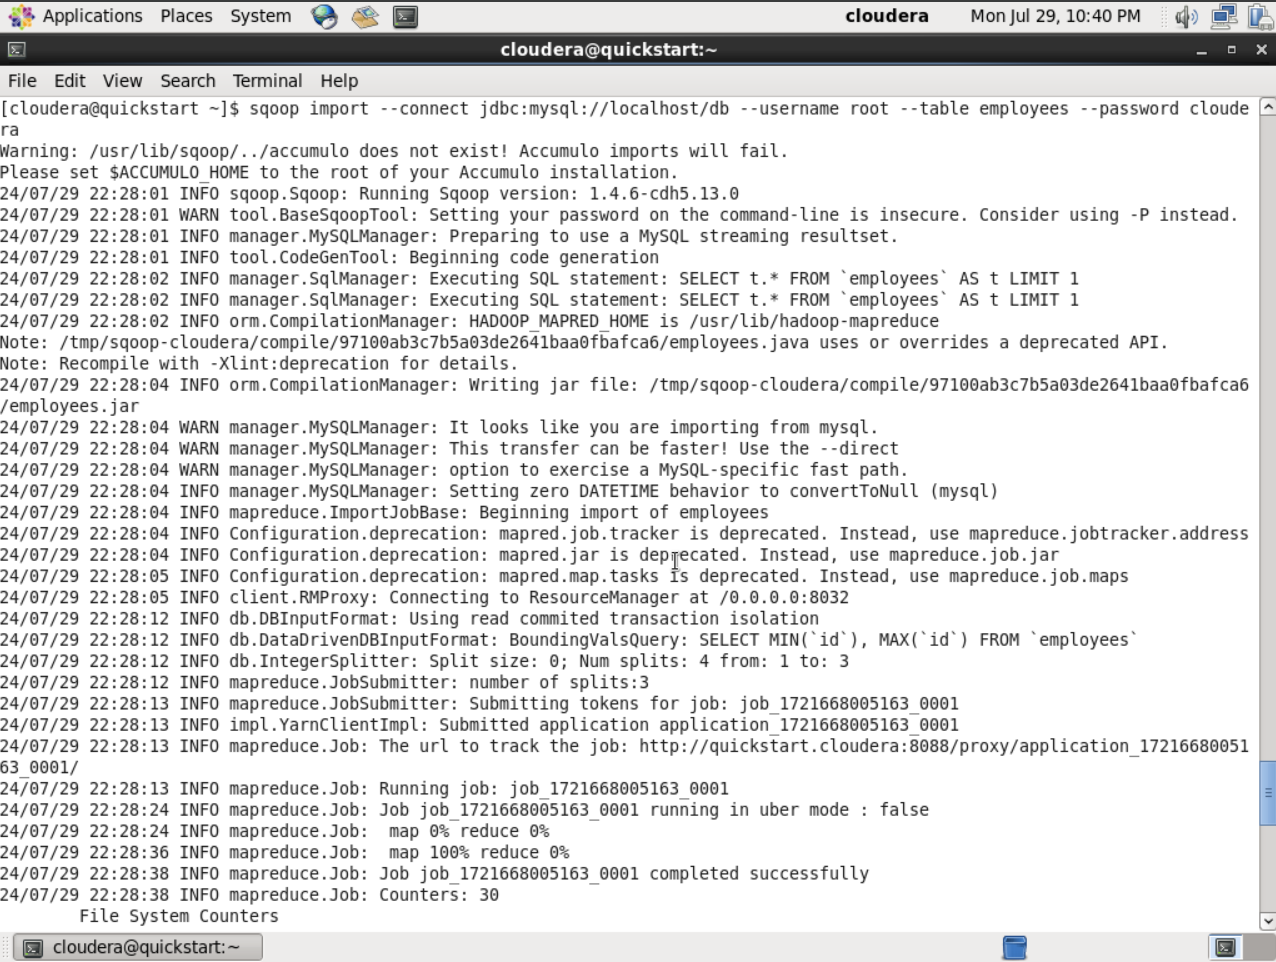 Applications Places System cloudera Mon Jul 29, 10:40 PM
cloudera@quickstart:~
File Edit View Search Terminal Help
[cloudera@quickstart ~]$ sqoop import --connect jdbc:mysql://localhost/db --username root --table employees --password cloude
ra
Warning: /usr/lib/sqoop/../accumulo does not exist! Accumulo imports will fail.
Please set $ACCUMULO_HOME to the root of your Accumulo installation.
24/07/29 22:28:01 INFO sqoop.Sqoop: Running Sqoop version: 1.4.6-cdh5.13.0
24/07/29 22:28:01 WARN tool.BaseSqoopTool: Setting your password on the command-line is insecure. Consider using -P instead.
24/07/29 22:28:01 INFO manager.MySQLManager: Preparing to use a MySQL streaming resultset.
24/07/29 22:28:01 INFO tool.CodeGenTool: Beginning code generation
24/07/29 22:28:02 INFO manager.SqlManager: Executing SQL statement: SELECT t.* FROM `employees` AS t LIMIT 1
24/07/29 22:28:02 INFO manager.SqlManager: Executing SQL statement: SELECT t.* FROM `employees` AS t LIMIT 1
24/07/29 22:28:02 INFO orm.CompilationManager: HADOOP_MAPRED_HOME is /usr/lib/hadoop-mapreduce
Note: /tmp/sqoop-cloudera/compile/97100ab3c7b5a03de2641baa0fbafca6/employees.java uses or overrides a deprecated API.
Note: Recompile with -Xlint:deprecation for details.
24/07/29 22:28:04 INFO orm.CompilationManager: Writing jar file: /tmp/sqoop-cloudera/compile/97100ab3c7b5a03de2641baa0fbafca6
/employees.jar
24/07/29 22:28:04 WARN manager.MySQLManager: It looks like you are importing from mysql.
24/07/29 22:28:04 WARN manager.MySQLManager: This transfer can be faster! Use the --direct
24/07/29 22:28:04 WARN manager.MySQLManager: option to exercise a MySQL-specific fast path.
24/07/29 22:28:04 INFO manager.MySQLManager: Setting zero DATETIME behavior to convertToNull (mysql)
24/07/29 22:28:04 INFO mapreduce.ImportJobBase: Beginning import of employees
24/07/29 22:28:04 INFO Configuration.deprecation: mapred.job.tracker is deprecated. Instead, use mapreduce.jobtracker.address
24/07/29 22:28:04 INFO Configuration.deprecation: mapred.jar is deprecated. Instead, use mapreduce.job.jar
24/07/29 22:28:05 INFO Configuration.deprecation: mapred.map.tasks is deprecated. Instead, use mapreduce.job.maps
24/07/29 22:28:05 INFO client.RMProxy: Connecting to ResourceManager at /0.0.0.0:8032
24/07/29 22:28:12 INFO db.DBInputFormat: Using read commited transaction isolation
24/07/29 22:28:12 INFO db.DataDrivenDBInputFormat: BoundingValsQuery: SELECT MIN(`id`), MAX(`id`) FROM `employees`
24/07/29 22:28:12 INFO db.IntegerSplitter: Split size: 0; Num splits: 4 from: 1 to: 3
24/07/29 22:28:12 INFO mapreduce.JobSubmitter: number of splits:3
24/07/29 22:28:13 INFO mapreduce.JobSubmitter: Submitting tokens for job: job_1721668005163_0001
24/07/29 22:28:13 INFO impl.YarnClientImpl: Submitted application application_1721668005163_0001
24/07/29 22:28:13 INFO mapreduce.Job: The url to track the job: http://quickstart.cloudera:8088/proxy/application_17216680051
63_0001/
24/07/29 22:28:13 INFO mapreduce.Job: Running job: job_1721668005163_0001
24/07/29 22:28:24 INFO mapreduce.Job: Job job_1721668005163_0001 running in uber mode : false
24/07/29 22:28:24 INFO mapreduce.Job:  map 0% reduce 0%
24/07/29 22:28:36 INFO mapreduce.Job:  map 100% reduce 0%
24/07/29 22:28:38 INFO mapreduce.Job: Job job_1721668005163_0001 completed successfully
24/07/29 22:28:38 INFO mapreduce.Job: Counters: 30
File System Counters
cloudera@quickstart:~